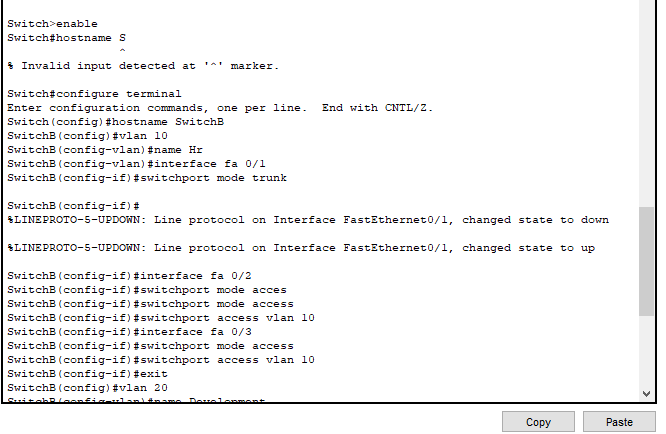 Switch>enable
Switch#hostname S
^
% Invalid input detected at '^' marker.
Switch#configure terminal
Enter configuration commands, one per line.  End with CNTL/Z.
Switch(config)#hostname SwitchB
SwitchB(config)#vlan 10
SwitchB(config-vlan)#name Hr
SwitchB(config-vlan)#interface fa 0/1
SwitchB(config-if)#switchport mode trunk
SwitchB(config-if)#
%LINEPROTO-5-UPDOWN: Line protocol on Interface FastEthernet0/1, changed state to down
%LINEPROTO-5-UPDOWN: Line protocol on Interface FastEthernet0/1, changed state to up
SwitchB(config-if)#interface fa 0/2
SwitchB(config-if)#switchport mode acces
SwitchB(config-if)#switchport mode access
SwitchB(config-if)#switchport access vlan 10
SwitchB(config-if)#interface fa 0/3
SwitchB(config-if)#switchport mode access
SwitchB(config-if)#switchport access vlan 10
SwitchB(config-if)#exit
SwitchB(config)#vlan 20
SwitchB(config-vlan)#name Development
Copy
Paste